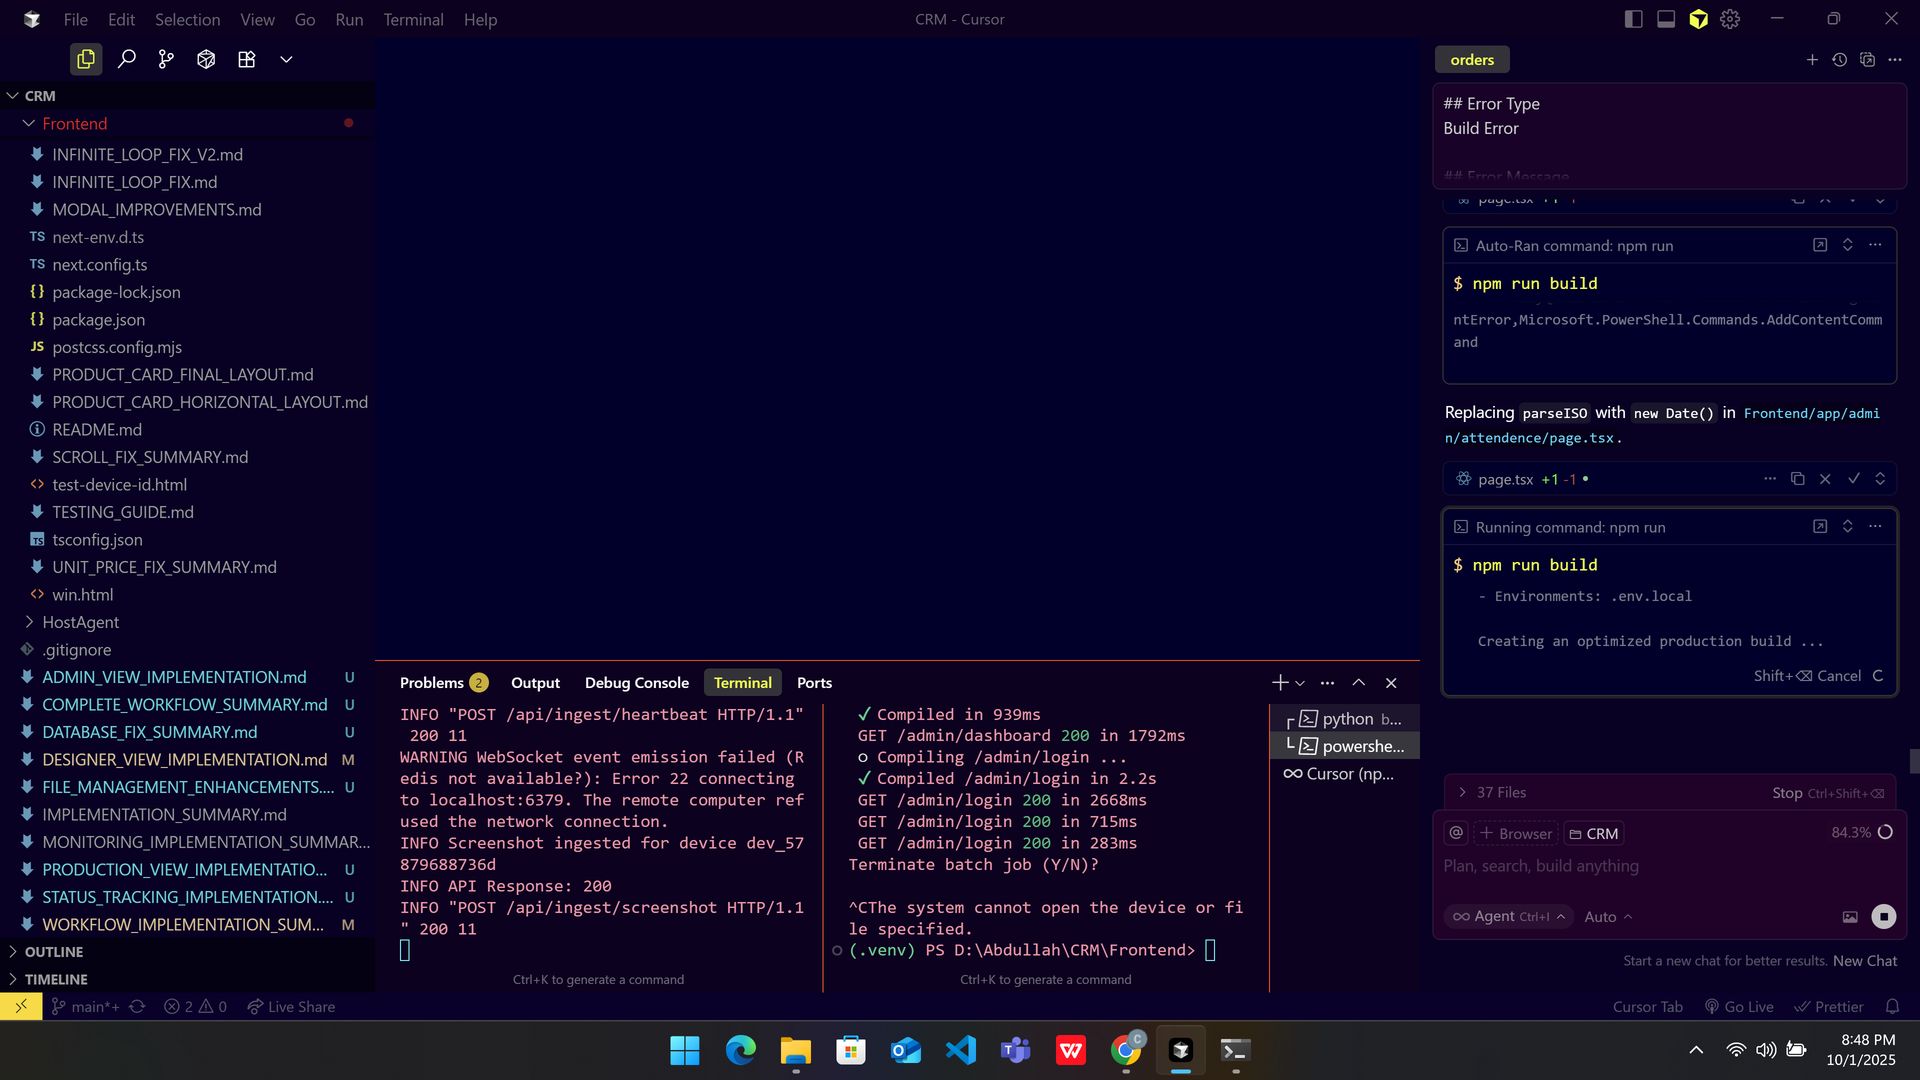 File Edit Selection View Go Run Terminal Help
CRM - Cursor
CRM
Frontend
INFINITE_LOOP_FIX_V2.md
INFINITE_LOOP_FIX.md
MODAL_IMPROVEMENTS.md
TS next-env.d.ts
TS next.config.ts
{} package-lock.json
{} package.json
JS postcss.config.mjs
PRODUCT_CARD_FINAL_LAYOUT.md
PRODUCT_CARD_HORIZONTAL_LAYOUT.md
README.md
SCROLL_FIX_SUMMARY.md
<> test-device-id.html
TESTING_GUIDE.md
TS tsconfig.json
UNIT_PRICE_FIX_SUMMARY.md
<> win.html
HostAgent
.gitignore
ADMIN_VIEW_IMPLEMENTATION.md U
COMPLETE_WORKFLOW_SUMMARY.md U
DATABASE_FIX_SUMMARY.md U
DESIGNER_VIEW_IMPLEMENTATION.md M
FILE_MANAGEMENT_ENHANCEMENTS.... U
IMPLEMENTATION_SUMMARY.md
MONITORING_IMPLEMENTATION_SUMMAR...
PRODUCTION_VIEW_IMPLEMENTATIO... U
STATUS_TRACKING_IMPLEMENTATION.... U
WORKFLOW_IMPLEMENTATION_SUM... M
OUTLINE
TIMELINE
Problems 2 Output Debug Console Terminal Ports
INFO "POST /api/ingest/heartbeat HTTP/1.1"
200 11
WARNING WebSocket event emission failed (R
edis not available?): Error 22 connecting
to localhost:6379. The remote computer ref
used the network connection.
INFO Screenshot ingested for device dev_57
879688736d
INFO API Response: 200
INFO "POST /api/ingest/screenshot HTTP/1.1
" 200 11
Ctrl+K to generate a command
✓ Compiled in 939ms
GET /admin/dashboard 200 in 1792ms
○ Compiling /admin/login ...
✓ Compiled /admin/login in 2.2s
GET /admin/login 200 in 2668ms
GET /admin/login 200 in 715ms
GET /admin/login 200 in 283ms
Terminate batch job (Y/N)?
^CThe system cannot open the device or fi
le specified.
(.venv) PS D:\Abdullah\CRM\Frontend>
Ctrl+K to generate a command
python b...
powershe...
Cursor (np...
orders
## Error Type
Build Error
## Error Message
page.tsx +1 -1
Auto-Ran command: npm run
$ npm run build
ntError,Microsoft.PowerShell.Commands.AddContentComm
and
Replacing parseISO with new Date() in Frontend/app/admi
n/attendence/page.tsx.
page.tsx +1 -1
Running command: npm run
$ npm run build
- Environments: .env.local
Creating an optimized production build ...
Shift+⌫ Cancel
37 Files
Stop Ctrl+Shift+⌫
@ + Browser CRM 84.3%
Plan, search, build anything
Agent Ctrl+I Auto
Start a new chat for better results. New Chat
main*+ 2 0 Live Share
Cursor Tab Go Live Prettier
8:48 PM
10/1/2025